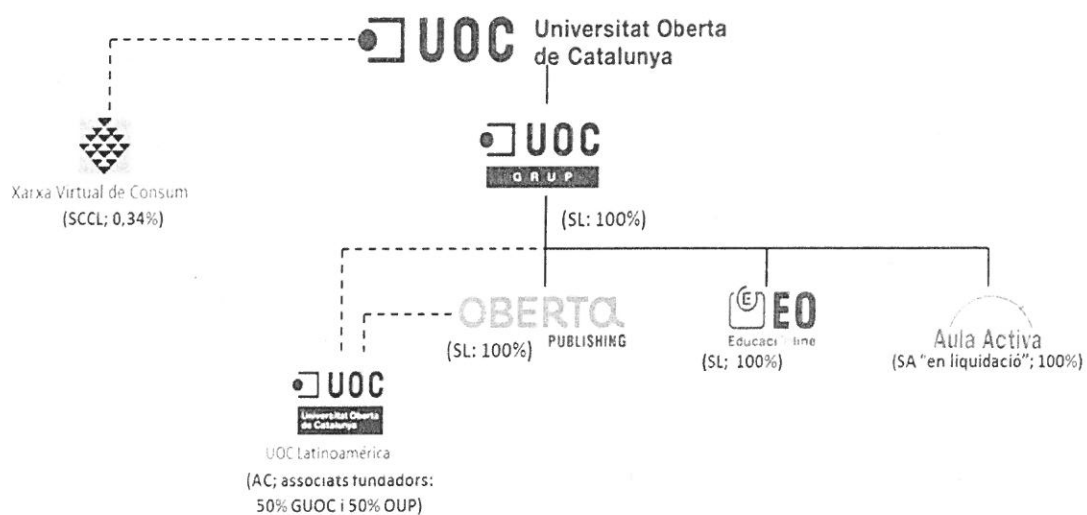 UOC
Universitat Oberta
de Catalunya
UOC
GRUP
(SL: 100%)
Xarxa Virtual de Consum
(SCCL; 0,34%)
OBERTA
PUBLISHING
(SL: 100%)
EO
(SL; 100%)
Aula Activa
(SA “en liquidació”; 100%)
UOC
Universitat Oberta
de Catalunya
UOC Latinoamérica
(AC; associats fundadors:
50% GUOC i 50% OUP)